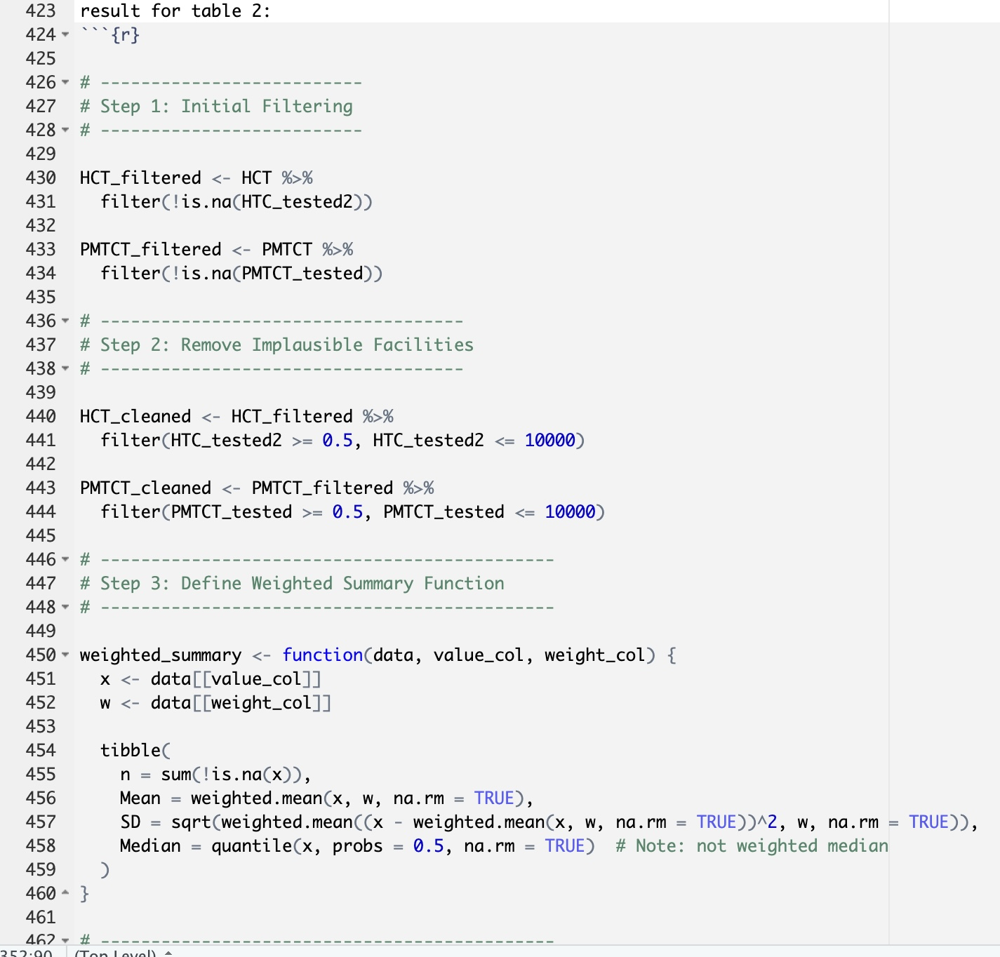 423 result for table 2:
424 ```{r}
425
426 # --------------------------
427 # Step 1: Initial Filtering
428 # --------------------------
429
430 HCT_filtered <- HCT %>%
431   filter(!is.na(HTC_tested2))
432
433 PMTCT_filtered <- PMTCT %>%
434   filter(!is.na(PMTCT_tested))
435
436 # ------------------------------------
437 # Step 2: Remove Implausible Facilities
438 # ------------------------------------
439
440 HCT_cleaned <- HCT_filtered %>%
441   filter(HTC_tested2 >= 0.5, HTC_tested2 <= 10000)
442
443 PMTCT_cleaned <- PMTCT_filtered %>%
444   filter(PMTCT_tested >= 0.5, PMTCT_tested <= 10000)
445
446 # ---------------------------------------------
447 # Step 3: Define Weighted Summary Function
448 # ---------------------------------------------
449
450 weighted_summary <- function(data, value_col, weight_col) {
451   x <- data[[value_col]]
452   w <- data[[weight_col]]
453
454   tibble(
455     n = sum(!is.na(x)),
456     Mean = weighted.mean(x, w, na.rm = TRUE),
457     SD = sqrt(weighted.mean((x - weighted.mean(x, w, na.rm = TRUE))^2, w, na.rm = TRUE)),
458     Median = quantile(x, probs = 0.5, na.rm = TRUE)  # Note: not weighted median
459   )
460 }
461
462 # ---------------------------------------------
352:90 (Top Level)